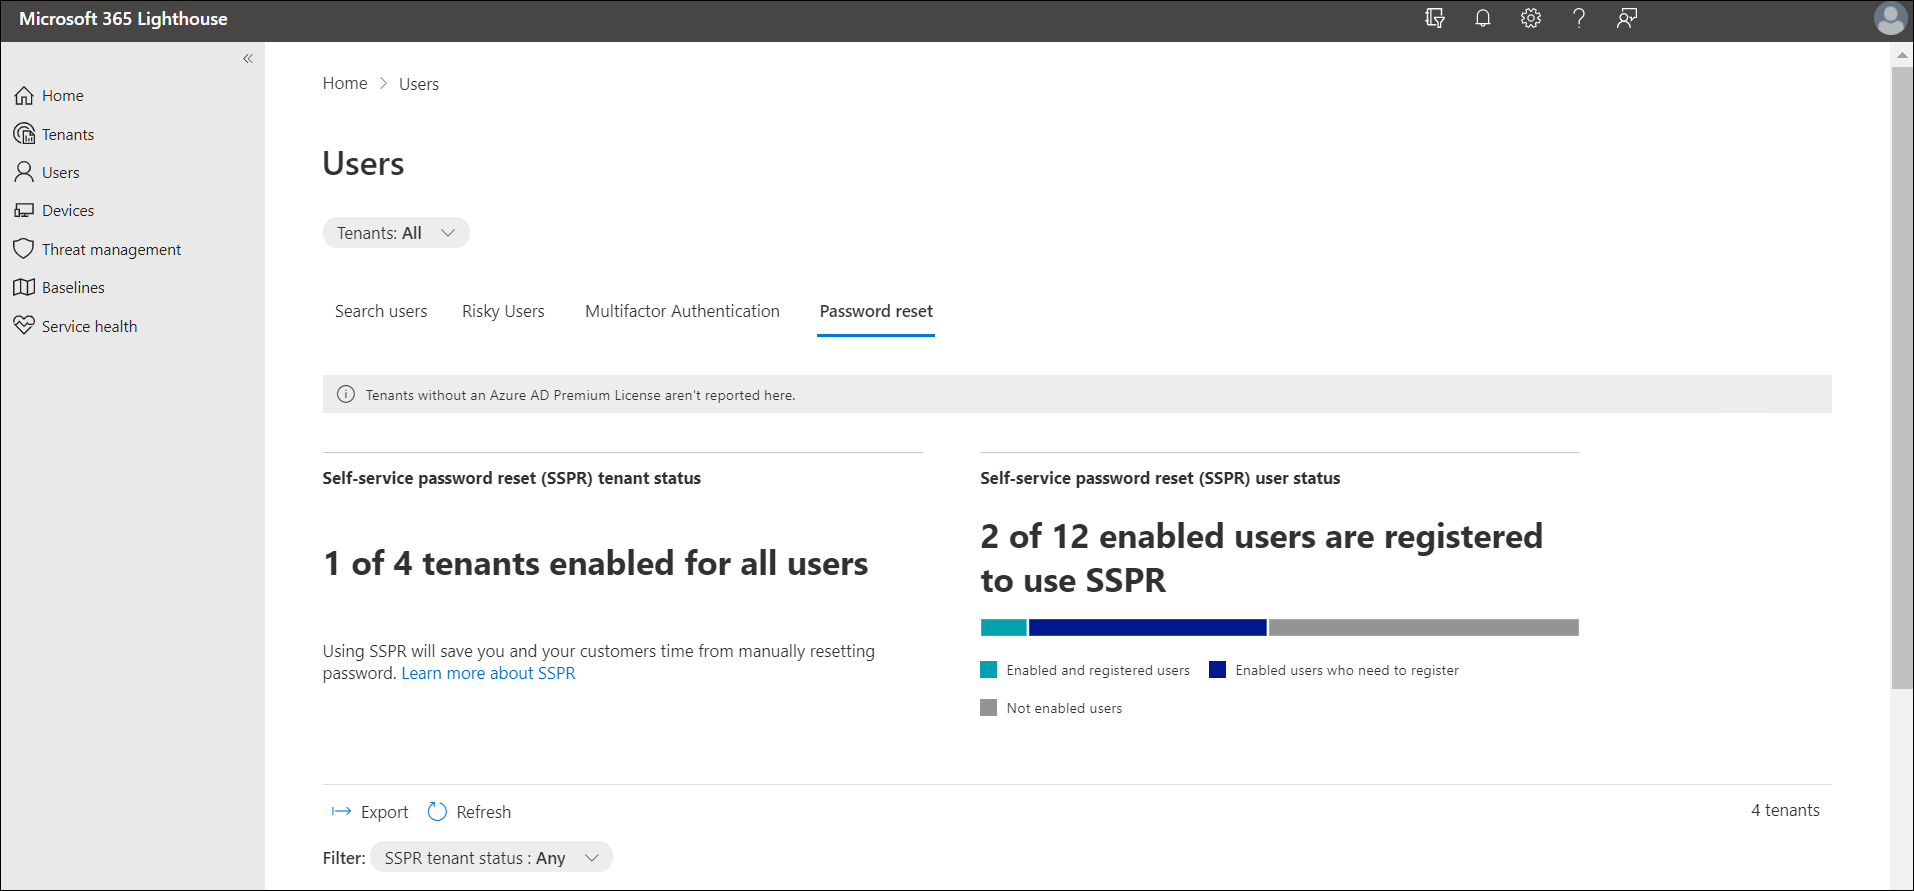 Microsoft 365 Lighthouse
Home
Tenants
Users
Devices
Threat management
Baselines
Service health
Home > Users
Users
Tenants: All
Search users
Risky Users
Multifactor Authentication
Password reset
Tenants without an Azure AD Premium License aren't reported here.
Self-service password reset (SSPR) tenant status
1 of 4 tenants enabled for all users
Using SSPR will save you and your customers time from manually resetting
password. Learn more about SSPR
Self-service password reset (SSPR) user status
2 of 12 enabled users are registered
to use SSPR
Enabled and registered users
Enabled users who need to register
Not enabled users
Export
Refresh
4 tenants
Filter: SSPR tenant status : Any